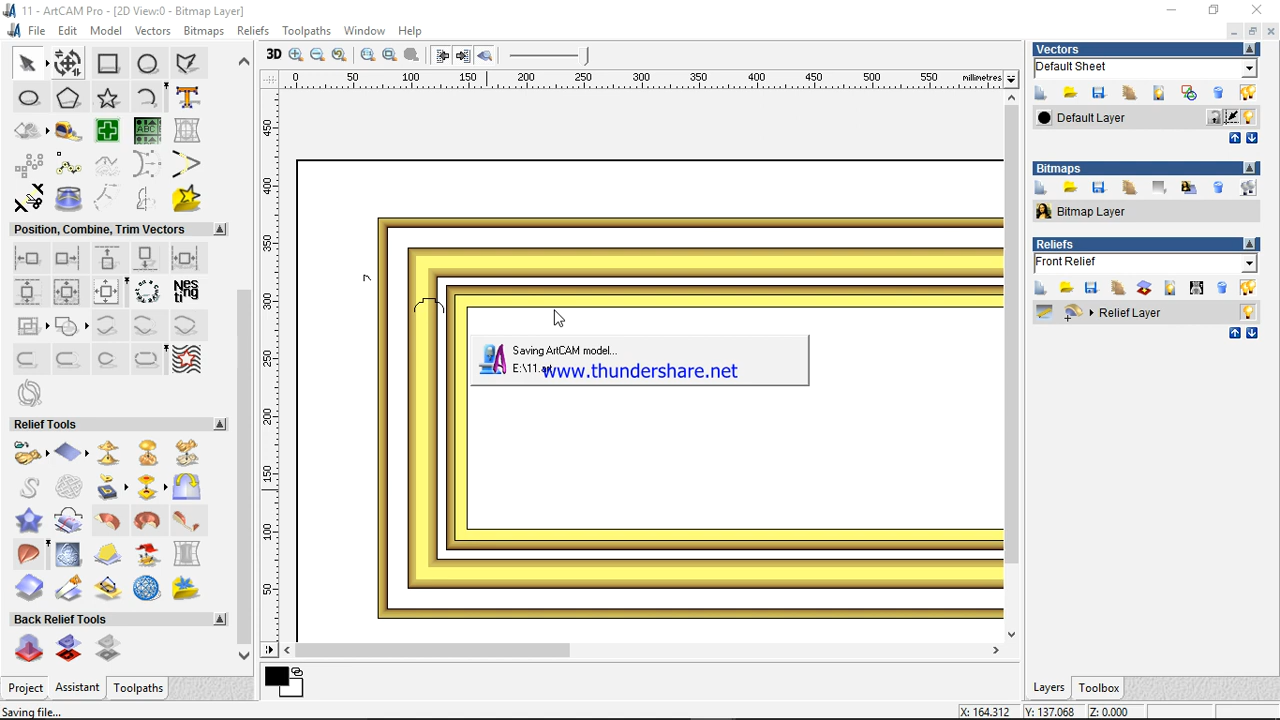 11 - ArtCAM Pro - [2D View:0 - Bitmap Layer]
File Edit Model Vectors Bitmaps Reliefs Toolpaths Window Help
3D
0 50 100 150 200 250 300 350 400 450 500 550 millimetres
450
400
350
300
250
200
150
100
50
ABC
Nes
ti
Position, Combine, Trim Vectors
Relief Tools
Back Relief Tools
Project Assistant Toolpaths
Saving ArtCAM model...
E:\11.
www.thundershare.net
Vectors
Default Sheet
Default Layer
Bitmaps
Bitmap Layer
Reliefs
Front Relief
Relief Layer
Layers Toolbox
Saving file...
X: 164.312 Y: 137.068 Z: 0.000